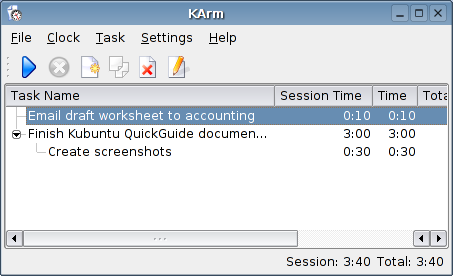 KArm
File Clock Task Settings Help
Task Name Session Time Time Tota
Email draft worksheet to accounting 0:10 0:10
Finish Kubuntu QuickGuide documen... 3:00 3:00
Create screenshots 0:30 0:30
Session: 3:40 Total: 3:40